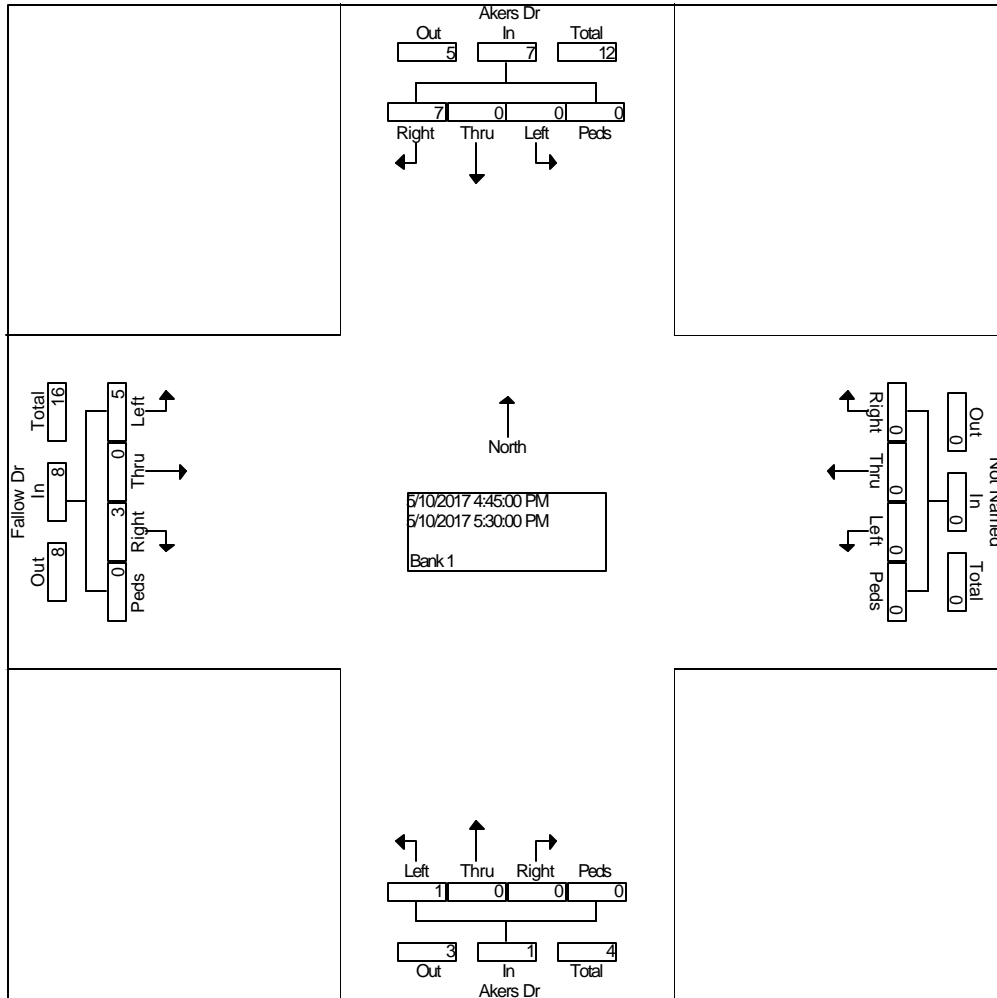 Akers Dr
Out In Total
5 7 12
7 0 0 0
Right Thru Left Peds
Fallow Dr
Total In Out
16 8 8
5 0 3 0
Left Thru Right Peds
North
5/10/2017 4:45:00 PM
5/10/2017 5:30:00 PM
Bank 1
Right Thru Left Peds
0 0 0 0
Out In Total
0 0 0
Not Named
Left Thru Right Peds
1 0 0 0
3 1 4
Out In Total
Akers Dr